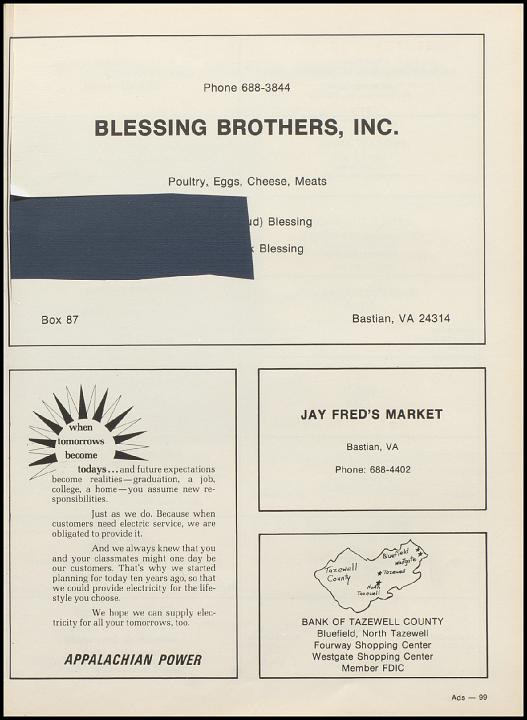 Phone 688-3844
BLESSING BROTHERS, INC.
Poultry, Eggs, Cheese, Meats
ud) Blessing
Blessing
Box 87
Bastian, VA 24314
when
tomorrows
become
todays...and future expectations
become realities—graduation, a job,
college, a home—you assume new re-
sponsibilities.
Just as we do. Because when
customers need electric service, we are
obligated to provide it.
And we always knew that you
and your classmates might one day be
our customers. That's why we started
planning for today ten years ago, so that
we could provide electricity for the life-
style you choose.
We hope we can supply elec-
tricity for all your tomorrows, too.
APPALACHIAN POWER
JAY FRED'S MARKET
Bastian, VA
Phone: 688-4402
Bluefield
Westgate
Tazewell
County
Tazewell
North
Tazewell
BANK OF TAZEWELL COUNTY
Bluefield, North Tazewell
Fourway Shopping Center
Westgate Shopping Center
Member FDIC
Ads — 99